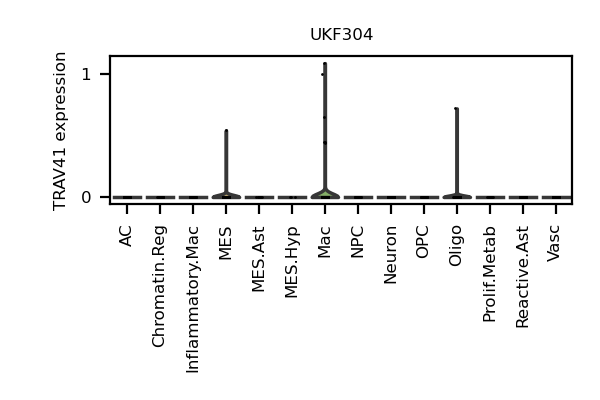 UKF304
TRAV41 expression
1
0
AC
Chromatin.Reg
Inflammatory.Mac
MES
MES.Ast
MES.Hyp
Mac
NPC
Neuron
OPC
Oligo
Prolif.Metab
Reactive.Ast
Vasc